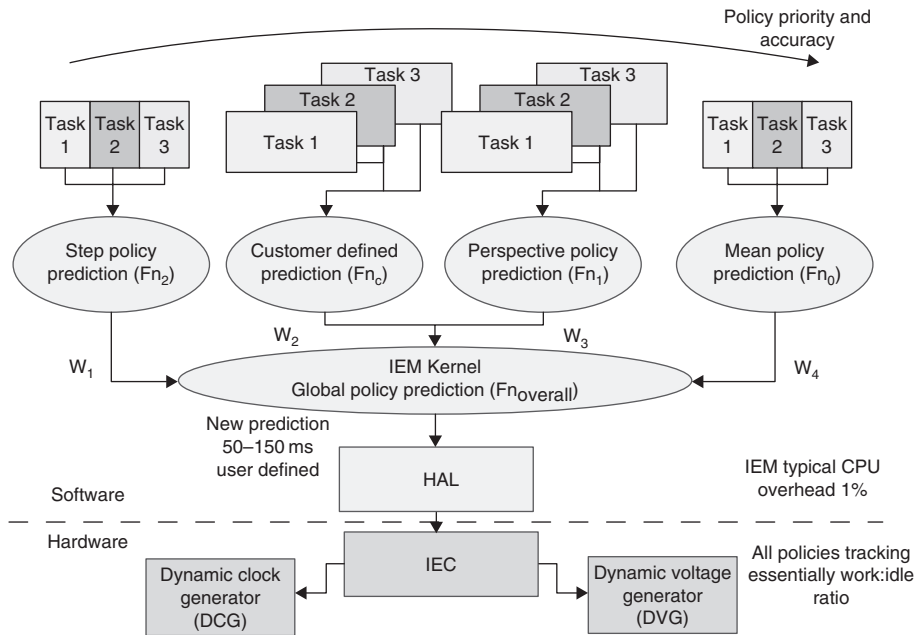 Policy priority and
accuracy
Task
1
Task
2
Task
3
Task 3
Task 2
Task 1
Task 3
Task 2
Task 1
Task
1
Task
2
Task
3
Step policy
prediction (Fn2)
Customer defined
prediction (Fnc)
Perspective policy
prediction (Fn1)
Mean policy
prediction (Fn0)
W1
W2
W3
W4
IEM Kernel
Global policy prediction (Fnoverall)
New prediction
50–150 ms
user defined
HAL
IEM typical CPU
overhead 1%
Software
Hardware
IEC
Dynamic clock
generator
(DCG)
Dynamic voltage
generator
(DVG)
All policies tracking
essentially work:idle
ratio